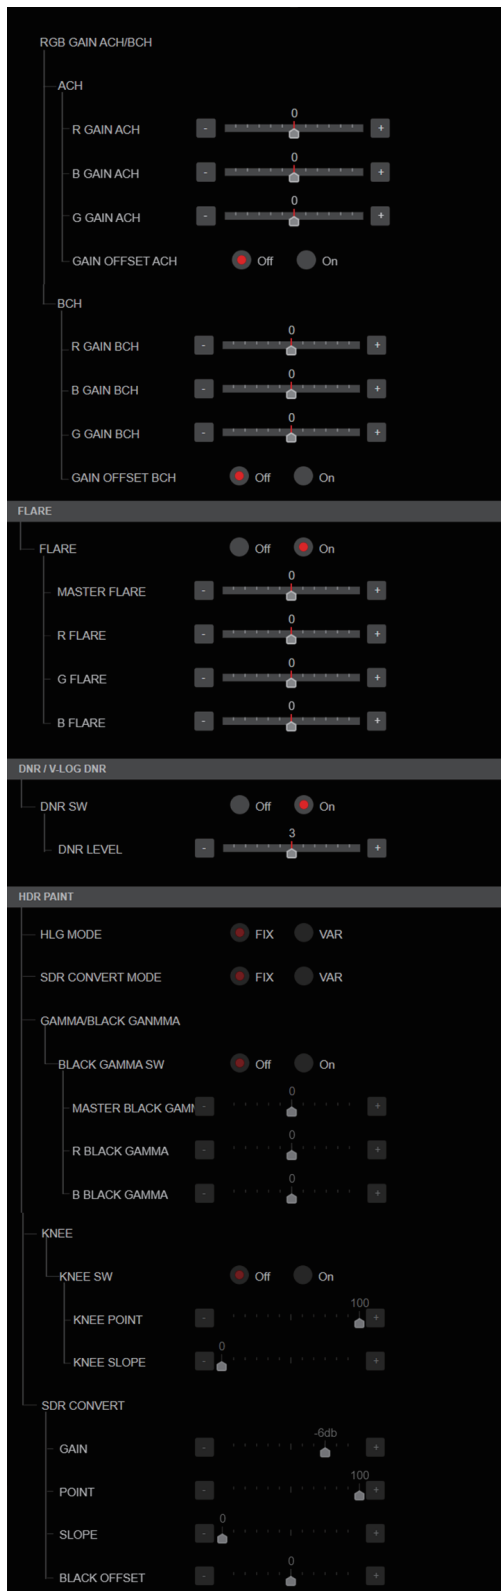 RGB GAIN ACH/BCH
ACH
0
R GAIN ACH - +
0
B GAIN ACH - +
0
G GAIN ACH - +
GAIN OFFSET ACH Off On
BCH
0
R GAIN BCH - +
0
B GAIN BCH - +
0
G GAIN BCH - +
GAIN OFFSET BCH Off On
FLARE
FLARE Off On
0
MASTER FLARE - +
0
R FLARE - +
0
G FLARE - +
0
B FLARE - +
DNR / V-LOG DNR
DNR SW Off On
3
DNR LEVEL - +
HDR PAINT
HLG MODE FIX VAR
SDR CONVERT MODE FIX VAR
GAMMA/BLACK GANMMA
BLACK GAMMA SW Off On
0
MASTER BLACK GAM - +
0
R BLACK GAMMA - +
0
B BLACK GAMMA - +
KNEE
KNEE SW Off On
100
KNEE POINT - +
0
KNEE SLOPE - +
SDR CONVERT
-6db
GAIN - +
100
POINT - +
0
SLOPE - +
0
BLACK OFFSET - +